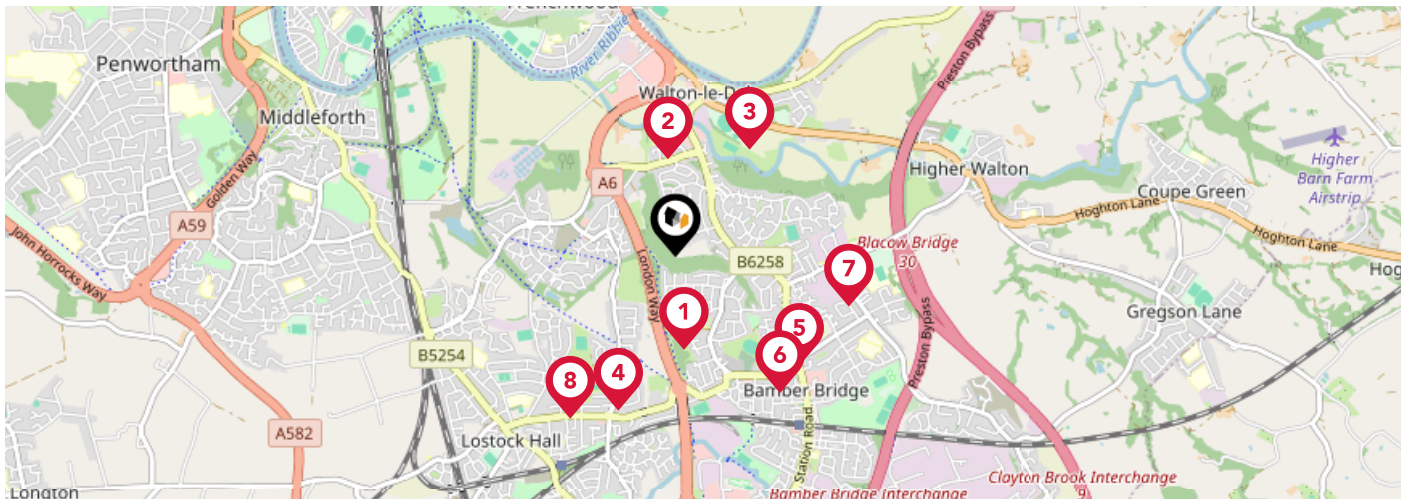 Penwortham
River Ribble
Walton-le-Dale
Preston Bypass
Middleforth
2
3
Golden Way
A6
Higher Walton
Higher
Barn Farm
Airstrip
Coupe Green
Hoghton Lane
A59
Hoghton Lane
John Horrocks Way
London Way
B6258
Blacow Bridge
30
7
1
5
Preston Bypass
Gregson Lane
B5254
6
8
4
Bamber Bridge
A582
Lostock Hall
Station Road
Clayton Brook Interchange
9
Bamber Bridge Interchange